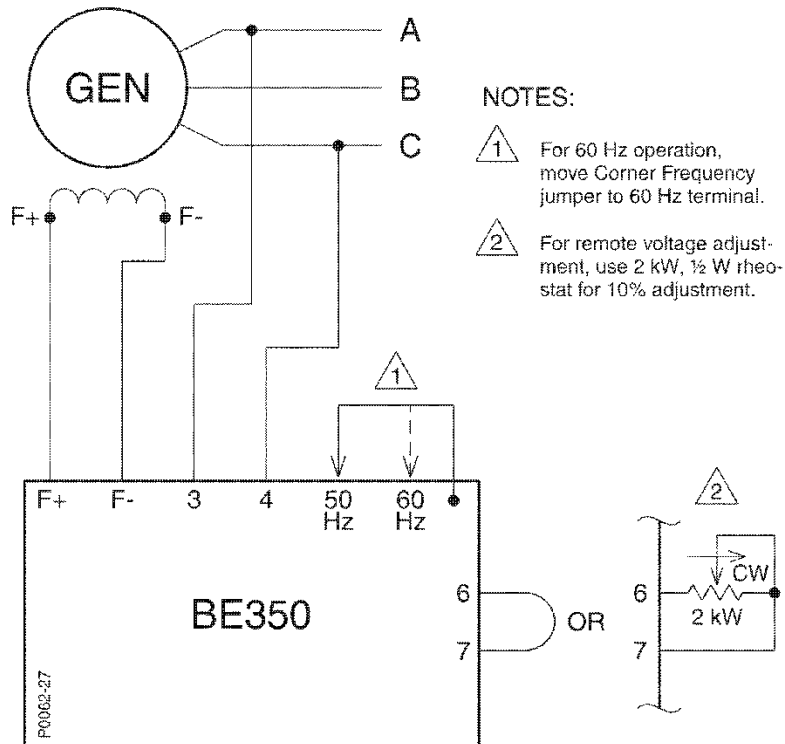 GEN
A
B
C
F+
F-
NOTES:
1
For 60 Hz operation,
move Corner Frequency
jumper to 60 Hz terminal.
2
For remote voltage adjust-
ment, use 2 kW, ½ W rheo-
stat for 10% adjustment.
1
F+
F-
3
4
50
Hz
60
Hz
BE350
6
7
OR
2
6
CW
2 kW
7
P0062-27